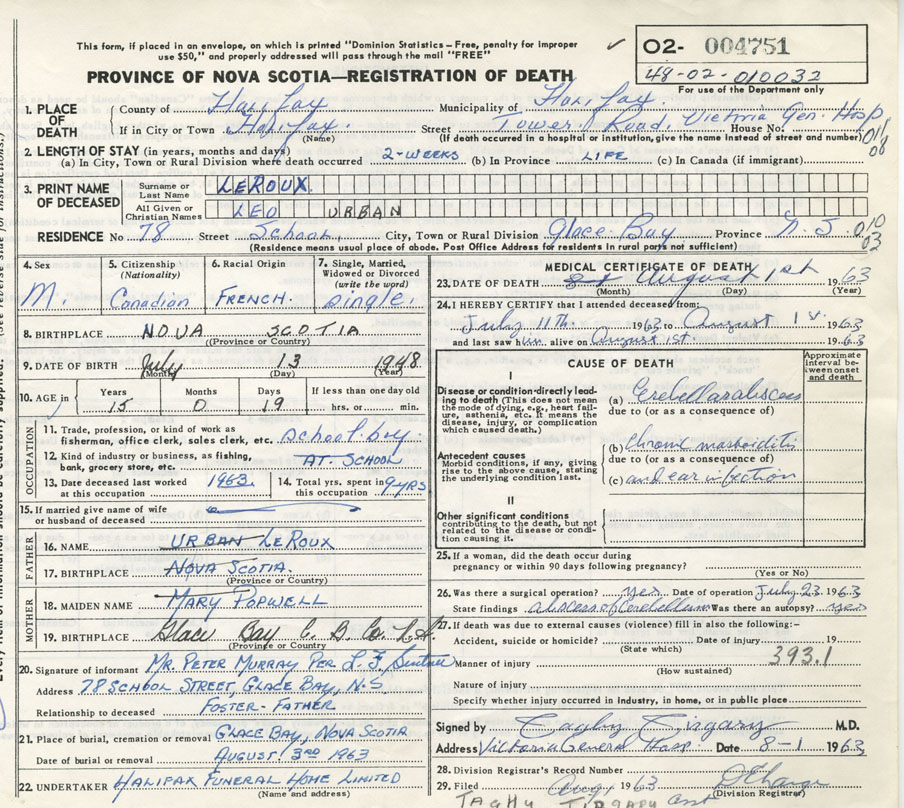 This form, if placed in an envelope, on which is printed "Dominion Statistics – Free, penalty for improper
use $50," and properly addressed will pass through the mail "FREE"
✓ O2- 004751
48-02-010032
For use of the Department only
PROVINCE OF NOVA SCOTIA—REGISTRATION OF DEATH
1. PLACE OF DEATH County of Halifax Municipality of Halifax
If in City or Town Halifax (Name) Street Tower Road, Victoria Gen. Hosp House No.
(If death occurred in a hospital or institution, give the name instead of street and number)
2. LENGTH OF STAY (in years, months and days)
(a) In City, Town or Rural Division where death occurred 2-WEEKS (b) In Province LIFE (c) In Canada (if immigrant)
3. PRINT NAME OF DECEASED Surname or Last Name LEROUX
All Given or Christian Names LEO URBAN
RESIDENCE No 78 Street School, City, Town or Rural Division Glace Bay Province N.S. 010
03
(Residence means usual place of abode. Post Office Address for residents in rural parts not sufficient)
4. Sex M.
5. Citizenship (Nationality) Canadian
6. Racial Origin FRENCH.
7. Single, Married, Widowed or Divorced (write the word) Single.
8. BIRTHPLACE NOVA SCOTIA
(Province or Country)
9. DATE OF BIRTH July 13 1948
(Month) (Day) (Year)
10. AGE in Years 15 Months 0 Days 19 If less than one day old hrs. or min.
OCCUPATION
11. Trade, profession, or kind of work as fisherman, office clerk, sales clerk, etc. School boy
12. Kind of industry or business, as fishing, bank, grocery store, etc. AT SCHOOL
13. Date deceased last worked at this occupation 1963
14. Total yrs. spent in this occupation 9 YRS
15. If married give name of wife or husband of deceased
FATHER
16. NAME URBAN LEROUX
17. BIRTHPLACE NOVA SCOTIA.
(Province or Country)
MOTHER
18. MAIDEN NAME MARY POPWELL
19. BIRTHPLACE Glace Bay C. B. Co.
(Province or Country)
20. Signature of informant MR. PETER MURRAY PER L. F.
Address 78 SCHOOL STREET, GLACE BAY, N.S
Relationship to deceased FOSTER-FATHER
21. Place of burial, cremation or removal GLACE BAY, NOVA SCOTIA
Date of burial or removal AUGUST 3RD 1963
22. UNDERTAKER HALIFAX FUNERAL HOME LIMITED
(Name and address)
MEDICAL CERTIFICATE OF DEATH
23. DATE OF DEATH August 1st 1963
(Month) (Day) (Year)
24. I HEREBY CERTIFY that I attended deceased from:
July 11th. 1963 to August 1st. 1963
and last saw him alive on August 1st. 1963
CAUSE OF DEATH
Approximate interval between onset and death
I
Disease or condition directly leading to death (This does not mean the mode of dying, e.g., heart failure, asthenia, etc. It means the disease, injury, or complication which caused death.)
(a) Cerebellar abscess
due to (or as a consequence of)
Antecedent causes
Morbid conditions, if any, giving rise to the above cause, stating the underlying condition last.
(b) Chronic mastoiditis
due to (or as a consequence of)
(c) and ear infection
II
Other significant conditions
contributing to the death, but not related to the disease or condition causing it.
25. If a woman, did the death occur during
pregnancy or within 90 days following pregnancy?
(Yes or No)
26. Was there a surgical operation? yes Date of operation July 23 1963
State findings abscess of Cerebellum Was there an autopsy? yes
27. If death was due to external causes (violence) fill in also the following:–
Accident, suicide or homicide? Date of injury 19
(State which)
393.1
Manner of injury
(How sustained)
Nature of injury
Specify whether injury occurred in industry, in home, or in public place
Signed by M.D.
Address Victoria General Hosp. Date 8-1 1963
28. Division Registrar's Record Number
29. Filed Aug, 1963
(Division Registrar)